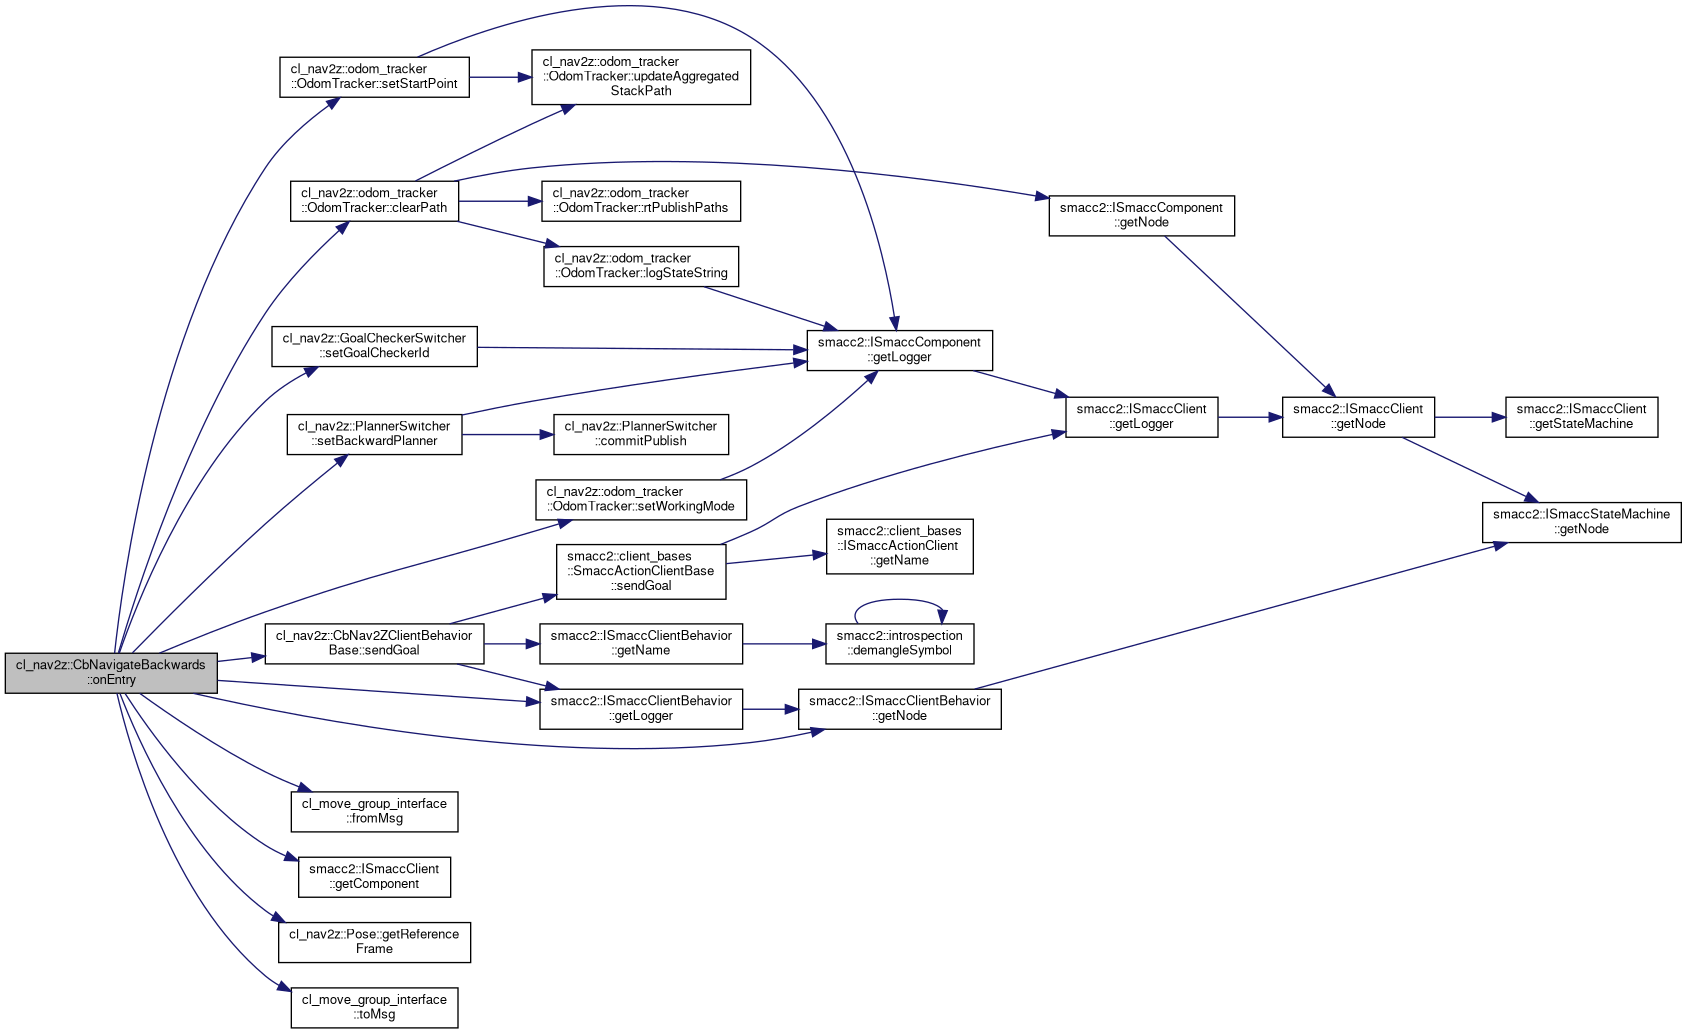 cl_nav2z::odom_tracker
::OdomTracker::setStartPoint
cl_nav2z::odom_tracker
::OdomTracker::updateAggregated
StackPath
cl_nav2z::odom_tracker
::OdomTracker::clearPath
cl_nav2z::odom_tracker
::OdomTracker::rtPublishPaths
smacc2::ISmaccComponent
::getNode
cl_nav2z::odom_tracker
::OdomTracker::logStateString
cl_nav2z::GoalCheckerSwitcher
::setGoalCheckerId
smacc2::ISmaccComponent
::getLogger
cl_nav2z::PlannerSwitcher
::setBackwardPlanner
cl_nav2z::PlannerSwitcher
::commitPublish
smacc2::ISmaccClient
::getLogger
smacc2::ISmaccClient
::getNode
smacc2::ISmaccClient
::getStateMachine
cl_nav2z::odom_tracker
::OdomTracker::setWorkingMode
smacc2::ISmaccStateMachine
::getNode
smacc2::client_bases
::SmaccActionClientBase
::sendGoal
smacc2::client_bases
::ISmaccActionClient
::getName
cl_nav2z::CbNavigateBackwards
::onEntry
cl_nav2z::CbNav2ZClientBehavior
Base::sendGoal
smacc2::ISmaccClientBehavior
::getName
smacc2::introspection
::demangleSymbol
smacc2::ISmaccClientBehavior
::getLogger
smacc2::ISmaccClientBehavior
::getNode
cl_move_group_interface
::fromMsg
smacc2::ISmaccClient
::getComponent
cl_nav2z::Pose::getReference
Frame
cl_move_group_interface
::toMsg